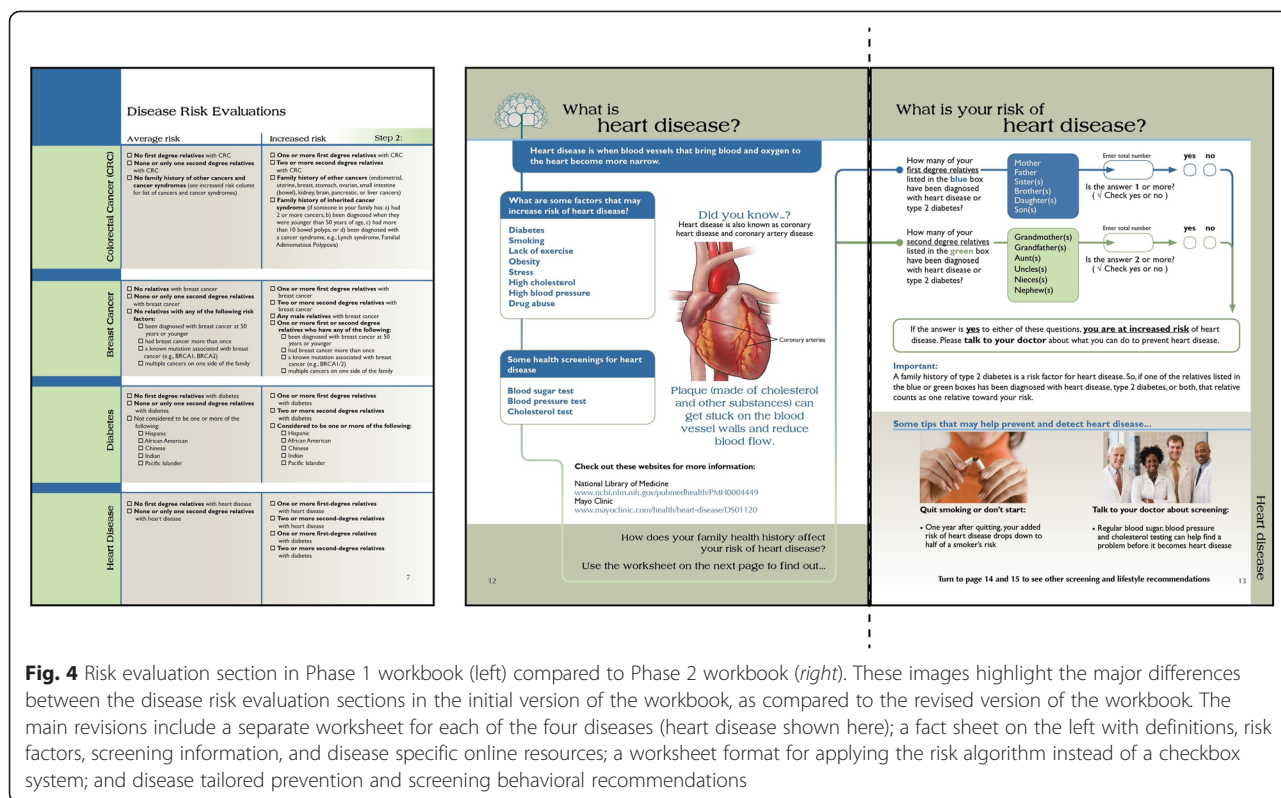 Disease Risk Evaluations
Average risk
Increased risk
Step 2:
Colorectal Cancer (CRC)
☐ No first degree relatives with CRC
☐ None or only one second degree relatives
with CRC
☐ No family history of other cancers and
cancer syndromes (see increased risk column
for list of cancers and cancer syndromes)
☐ One or more first degree relatives with CRC
☐ Two or more second degree relatives
with CRC
☐ Family history of other cancers (endometrial,
uterine, breast, stomach, ovarian, small intestine
(bowel), kidney, brain, pancreatic, or liver cancers)
☐ Family history of inherited cancer
syndrome (if someone in your family has: a) had
2 or more cancers, b) been diagnosed when they
were younger than 50 years of age, c) had more
than 10 bowel polyps, or d) been diagnosed with
a cancer syndrome, e.g., Lynch syndrome, Familial
Adenomatous Polyposis)
Breast Cancer
☐ No relatives with breast cancer
☐ None or only one second degree relatives
with breast cancer
☐ No relatives with any of the following risk
factors:
☐ been diagnosed with breast cancer at 50
years or younger
☐ had breast cancer more than once
☐ a known mutation associated with breast
cancer (e.g., BRCA1, BRCA2)
☐ multiple cancers on one side of the family
☐ One or more first degree relatives with
breast cancer
☐ Two or more second degree relatives with
breast cancer
☐ Any male relatives with breast cancer
☐ One or more first or second degree
relatives who have any of the following:
☐ been diagnosed with breast cancer at 50
years or younger
☐ had breast cancer more than once
☐ a known mutation associated with breast
cancer (e.g., BRCA1/2)
☐ multiple cancers on one side of the family
Diabetes
☐ No first degree relatives with diabetes
☐ None or only one second degree relatives
with diabetes
☐ Not considered to be one or more of the
following:
☐ Hispanic
☐ African American
☐ Chinese
☐ Indian
☐ Pacific Islander
☐ One or more first degree relatives
with diabetes
☐ Two or more second degree relatives
with diabetes
☐ Considered to be one or more of the following:
☐ Hispanic
☐ African American
☐ Chinese
☐ Indian
☐ Pacific Islander
Heart Disease
☐ No first degree relatives with heart disease
☐ None or only one second degree relatives
with heart disease
☐ One or more first-degree relatives
with heart disease
☐ Two or more second-degree relatives
with heart disease
☐ One or more first-degree relatives
with diabetes
☐ Two or more second-degree relatives
with diabetes
7
What is
heart disease?
Heart disease is when blood vessels that bring blood and oxygen to
the heart become more narrow.
What are some factors that may
increase risk of heart disease?
Diabetes
Smoking
Lack of exercise
Obesity
Stress
High cholesterol
High blood pressure
Drug abuse
Some health screenings for heart
disease
Blood sugar test
Blood pressure test
Cholesterol test
Did you know...?
Heart disease is also known as coronary
heart disease and coronary artery disease
Coronary arteries
Plaque (made of cholesterol
and other substances) can
get stuck on the blood
vessel walls and reduce
blood flow.
Check out these websites for more information:
National Library of Medicine
www.ncbi.nlm.nih.gov/pubmedhealth/PMH0004449
Mayo Clinic
www.mayoclinic.com/health/heart-disease/DS01120
How does your family health history affect
your risk of heart disease?
Use the worksheet on the next page to find out...
12
What is your risk of
heart disease?
How many of your
first degree relatives
listed in the blue box
have been diagnosed
with heart disease or
type 2 diabetes?
Mother
Father
Sister(s)
Brother(s)
Daughter(s)
Son(s)
Enter total number
yes no
Is the answer 1 or more?
( √ Check yes or no )
How many of your
second degree relatives
listed in the green box
have been diagnosed
with heart disease or
type 2 diabetes?
Grandmother(s)
Grandfather(s)
Aunt(s)
Uncles(s)
Nieces(s)
Nephew(s)
Enter total number
yes no
Is the answer 2 or more?
( √ Check yes or no )
If the answer is yes to either of these questions, you are at increased risk of heart
disease. Please talk to your doctor about what you can do to prevent heart disease.
Important:
A family history of type 2 diabetes is a risk factor for heart disease. So, if one of the relatives listed in
the blue or green boxes has been diagnosed with heart disease, type 2 diabetes, or both, that relative
counts as one relative toward your risk.
Some tips that may help prevent and detect heart disease...
Quit smoking or don't start:
• One year after quitting, your added
risk of heart disease drops down to
half of a smoker's risk
Talk to your doctor about screening:
• Regular blood sugar, blood pressure
and cholesterol testing can help find a
problem before it becomes heart disease
Turn to page 14 and 15 to see other screening and lifestyle recommendations
13
Heart disease
Fig. 4 Risk evaluation section in Phase 1 workbook (left) compared to Phase 2 workbook (right). These images highlight the major differences
between the disease risk evaluation sections in the initial version of the workbook, as compared to the revised version of the workbook. The
main revisions include a separate worksheet for each of the four diseases (heart disease shown here); a fact sheet on the left with definitions, risk
factors, screening information, and disease specific online resources; a worksheet format for applying the risk algorithm instead of a checkbox
system; and disease tailored prevention and screening behavioral recommendations